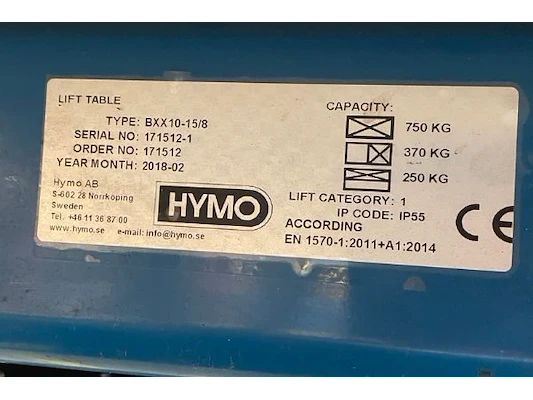 LIFT TABLE
TYPE: BXX10-15/8
SERIAL NO: 171512-1
ORDER NO: 171512
YEAR MONTH: 2018-02
Hymo AB
S-602 28 Norrköping
Sweden
Tel. +46 11 36 87 00
www.hymo.se e-mail: info@hymo.se
HYMO
CAPACITY:
750 KG
370 KG
250 KG
LIFT CATEGORY: 1
IP CODE: IP55
ACCORDING
EN 1570-1:2011+A1:2014
CE